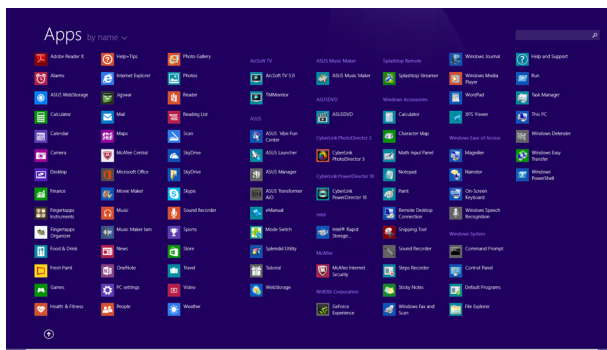 Apps by name
Adobe Reader X
Alarms
ASUS WebStorage
Calculator
Calendar
Camera
Desktop
Finance
Fingertapps
Instruments
Fingertapps
Organizer
Food & Drink
Fresh Paint
Games
Health & Fitness
Help+Tips
Internet Explorer
Jigswar
Mail
Maps
McAfee Central
Microsoft Office
Movie Maker
Music
Music Maker Jam
News
OneNote
PC settings
People
Photo Gallery
Photos
Reader
Reading List
Scan
SkyDrive
SkyDrive
Skype
Sound Recorder
Sports
Store
Travel
Video
Weather
ArcSoft TV
ArcSoft TV 5.0
TMMonitor
ASUS
ASUS Vibe Fun
Center
ASUS Launcher
ASUS Manager
ASUS Transformer
AiO
eManual
Mode Switch
Splendid Utility
Tutorial
WebStorage
ASUS Music Maker
ASUS Music Maker
ASUSDVD
ASUSDVD
CyberLink PhotoDirector 3
CyberLink
PhotoDirector 3
CyberLink PowerDirector 10
CyberLink
PowerDirector 10
Intel
Intel® Rapid
Storage...
McAfee
McAfee Internet
Security
NVIDIA Corporation
GeForce
Experience
Splashtop Remote
Splashtop Streamer
Windows Accessories
Calculator
Character Map
Math Input Panel
Notepad
Paint
Remote Desktop
Connection
Snipping Tool
Sound Recorder
Steps Recorder
Sticky Notes
Windows Fax and
Scan
Windows Journal
Windows Media
Player
WordPad
XPS Viewer
Windows Ease of Access
Magnifier
Narrator
On-Screen
Keyboard
Windows Speech
Recognition
Windows System
Command Prompt
Control Panel
Default Programs
File Explorer
Help and Support
Run
Task Manager
This PC
Windows Defender
Windows Easy
Transfer
Windows
PowerShell